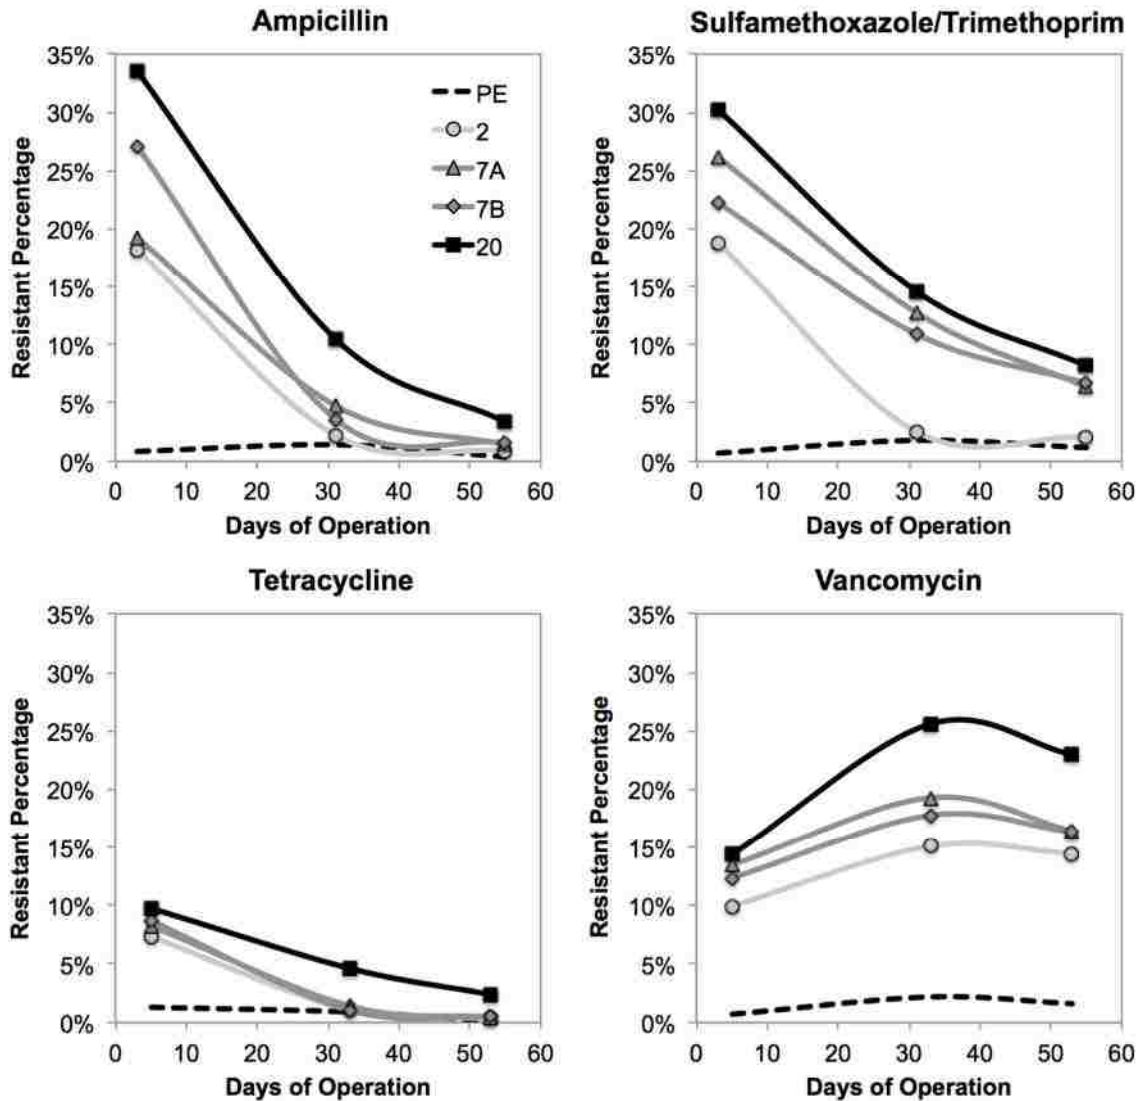 Ampicillin
35%
30%
25%
20%
15%
10%
5%
0%
Resistant Percentage
PE
2
7A
7B
20
0 10 20 30 40 50 60
Days of Operation
Sulfamethoxazole/Trimethoprim
35%
30%
25%
20%
15%
10%
5%
0%
Resistant Percentage
0 10 20 30 40 50 60
Days of Operation
Tetracycline
35%
30%
25%
20%
15%
10%
5%
0%
Resistant Percentage
0 10 20 30 40 50 60
Days of Operation
Vancomycin
35%
30%
25%
20%
15%
10%
5%
0%
Resistant Percentage
0 10 20 30 40 50 60
Days of Operation